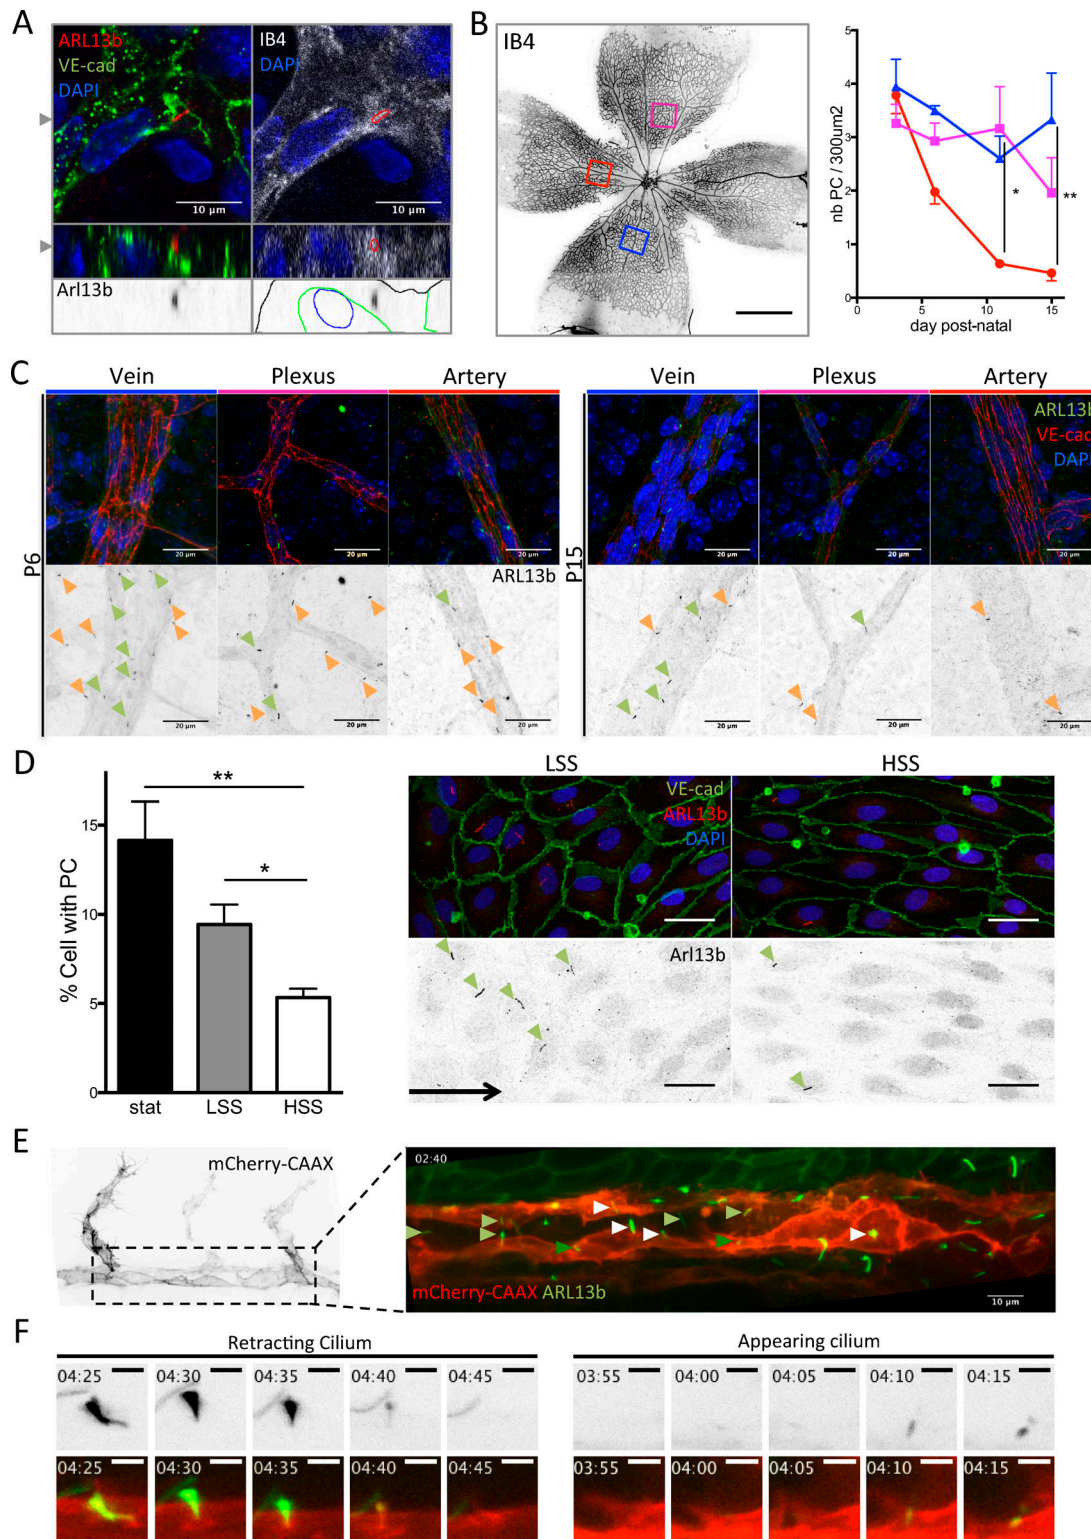 A
ARL13b
VE-cad
DAPI
IB4
DAPI
10 µm
10 µm
Arl13b
B
IB4
nb PC / 300um2
5
4
3
2
1
0
0
5
10
15
*
**
day post-natal
C
Vein
Plexus
Artery
Vein
Plexus
Artery
ARL13b
VE-cad
DAPI
P6
20 µm
20 µm
20 µm
20 µm
20 µm
20 µm
ARL13b
P15
20 µm
20 µm
20 µm
20 µm
20 µm
20 µm
D
% Cell with PC
15
10
5
0
**
*
stat
LSS
HSS
LSS
HSS
VE-cad
ARL13b
DAPI
Arl13b
E
mCherry-CAAX
02:40
mCherry-CAAX ARL13b
10 µm
F
Retracting Cilium
Appearing cilium
04:25
04:30
04:35
04:40
04:45
03:55
04:00
04:05
04:10
04:15
04:25
04:30
04:35
04:40
04:45
03:55
04:00
04:05
04:10
04:15